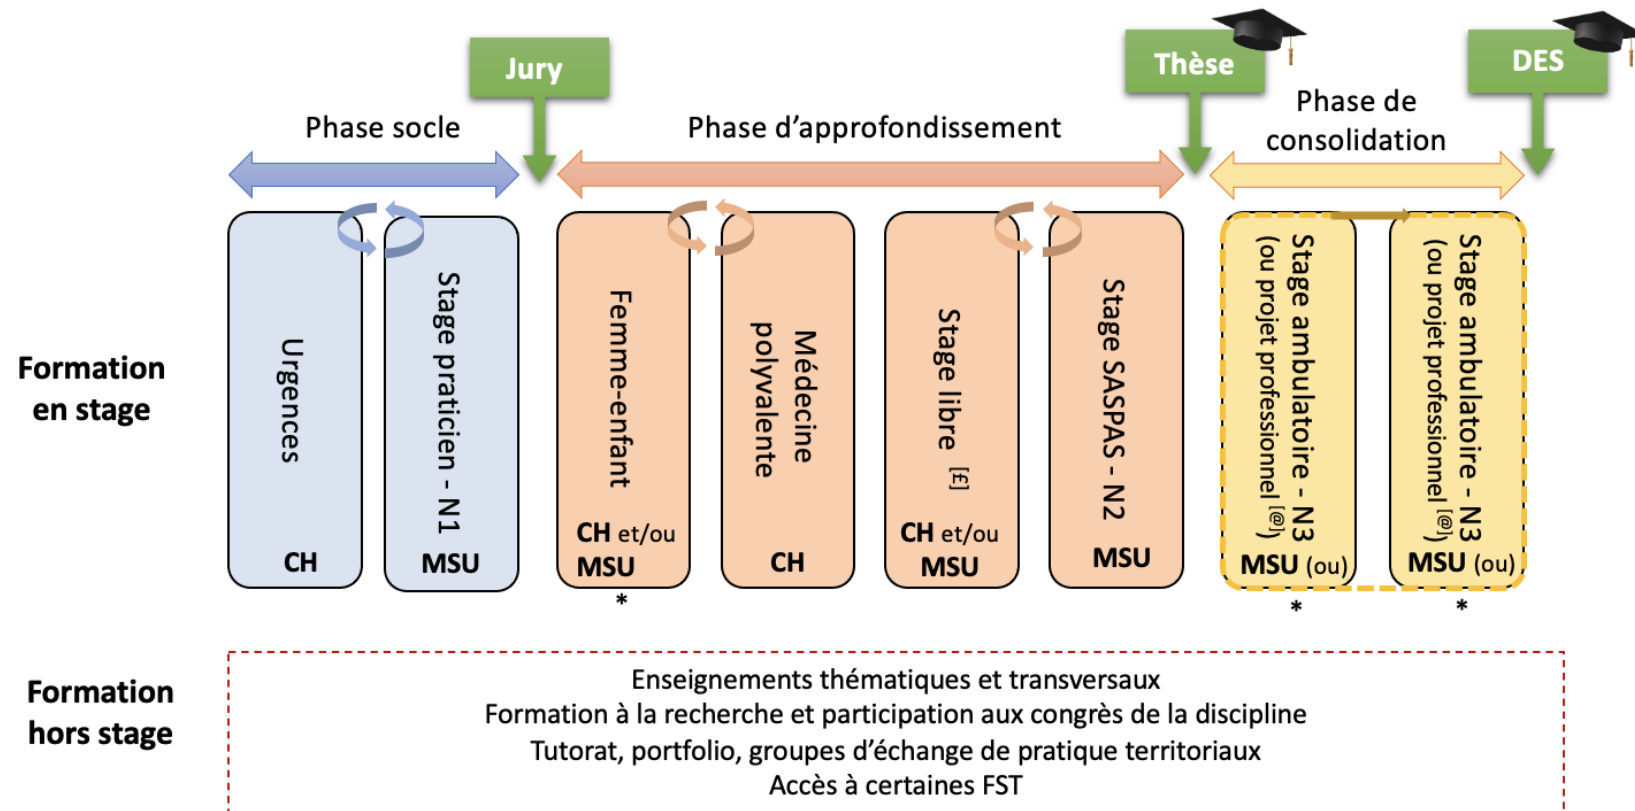 Jury
Thèse
DES
Phase socle
Phase d’approfondissement
Phase de
consolidation
Formation
en stage
Urgences
CH
Stage praticien - N1
MSU
Femme-enfant
CH et/ou
MSU
*
Médecine
polyvalente
CH
Stage libre [£]
CH et/ou
MSU
Stage SASPAS - N2
MSU
Stage ambulatoire - N3
(ou projet professionnel [@])
MSU (ou)
*
Stage ambulatoire - N3
(ou projet professionnel [@])
MSU (ou)
*
Formation
hors stage
Enseignements thématiques et transversaux
Formation à la recherche et participation aux congrès de la discipline
Tutorat, portfolio, groupes d’échange de pratique territoriaux
Accès à certaines FST